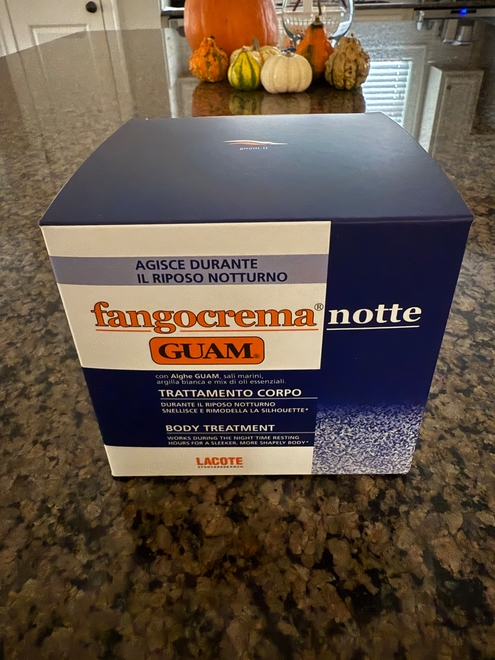 AGISCE DURANTE
IL RIPOSO NOTTURNO
fangocrema® notte
GUAM®
con Alghe GUAM, sali marini,
argilla bianca e mix di oli essenziali.
TRATTAMENTO CORPO
DURANTE IL RIPOSO NOTTURNO
SNELLISCE E RIMODELLA LA SILHOUETTE*
BODY TREATMENT
WORKS DURING THE NIGHT TIME RESTING
HOURS FOR A SLEEKER, MORE SHAPELY BODY*
LACOTE